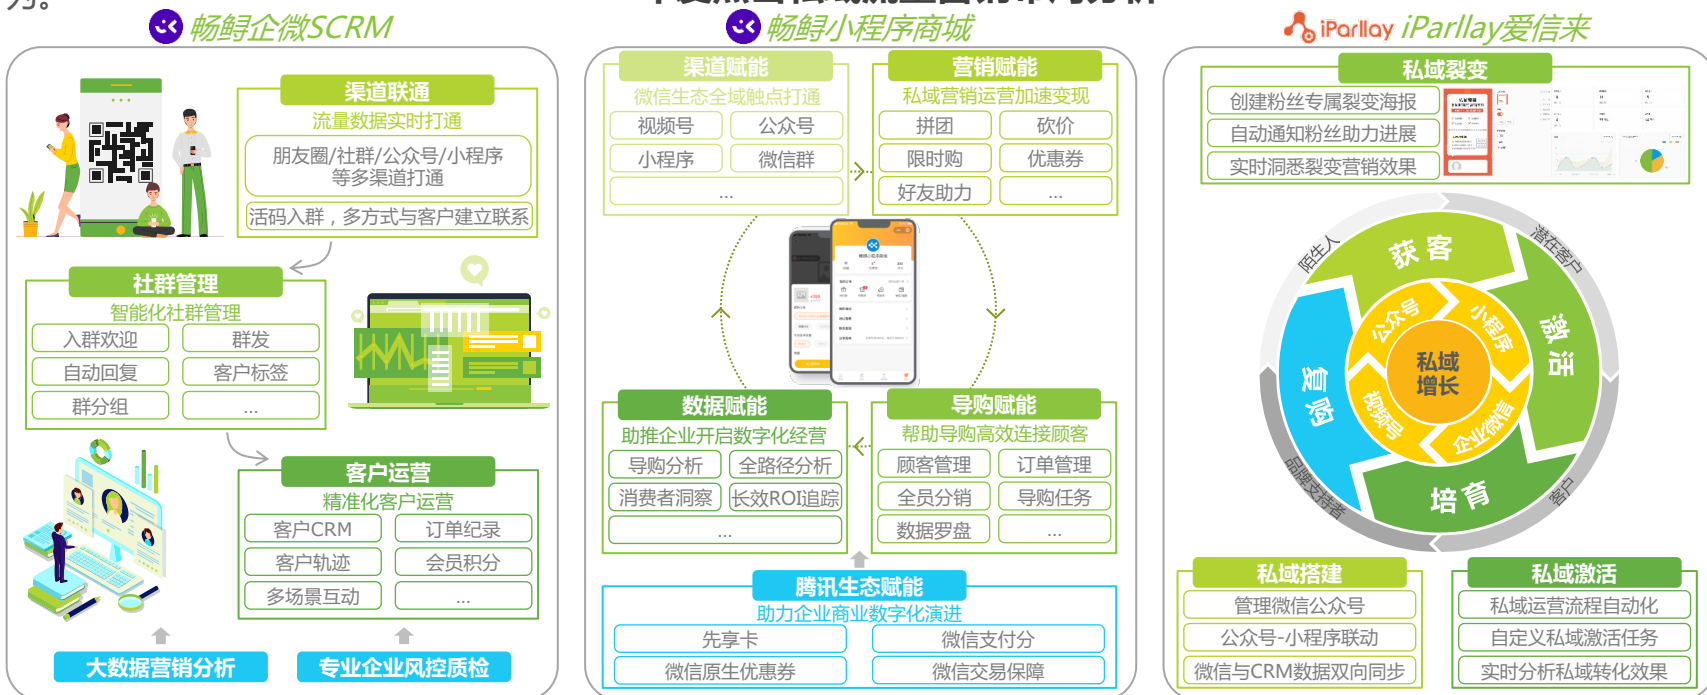 力。
畅鲟企微SCRM
渠道联通
流量数据实时打通
朋友圈/社群/公众号/小程序
等多渠道打通
活码入群，多方式与客户建立联系
社群管理
智能化社群管理
入群欢迎
群发
自动回复
客户标签
群分组
...
客户运营
精准化客户运营
客户CRM
订单纪录
客户轨迹
会员积分
多场景互动
...
大数据营销分析
专业企业风控质检
畅鲟小程序商城
渠道赋能
微信生态全域触点打通
视频号
公众号
小程序
微信群
...
营销赋能
私域营销运营加速变现
拼团
砍价
限时购
优惠券
好友助力
...
数据赋能
助推企业开启数字化经营
导购分析
全路径分析
消费者洞察
长效ROI追踪
...
导购赋能
帮助导购高效连接顾客
顾客管理
订单管理
全员分销
导购任务
数据罗盘
...
腾讯生态赋能
助力企业商业数字化演进
先享卡
微信支付分
微信原生优惠券
微信交易保障
iParllay iParllay爱信来
私域裂变
创建粉丝专属裂变海报
自动通知粉丝助力进展
实时洞悉裂变营销效果
陌生人
潜在客户
客户
品牌支持者
获客
激活
培育
复购
公众号
小程序
企业微信
视频号
私域
增长
私域搭建
管理微信公众号
公众号-小程序联动
微信与CRM数据双向同步
私域激活
私域运营流程自动化
自定义私域激活任务
实时分析私域转化效果